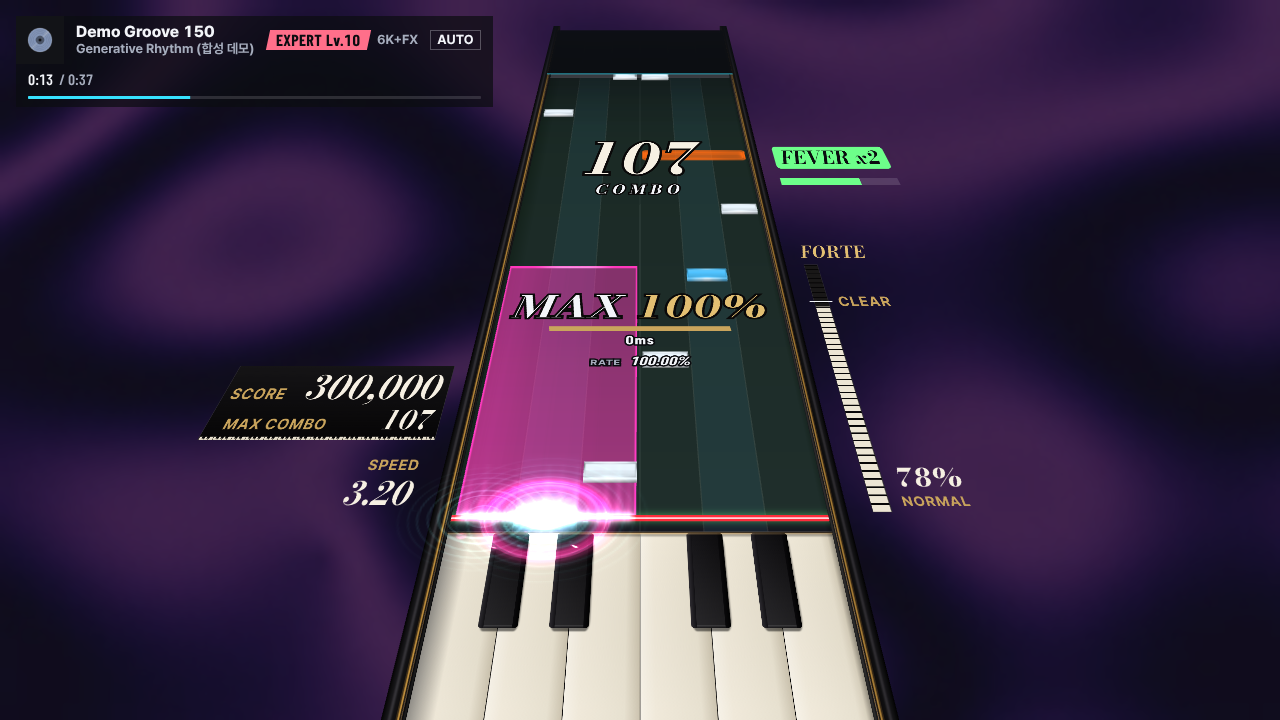 Demo Groove 150
Generative Rhythm (합성 데모)
EXPERT Lv.10 6K+FX AUTO
0:13 / 0:37
107
COMBO
FEVER x2
FORTE
CLEAR
MAX 100%
0ms
RATE 100.00%
SCORE 300,000
MAX COMBO 107
SPEED
3.20
78%
NORMAL